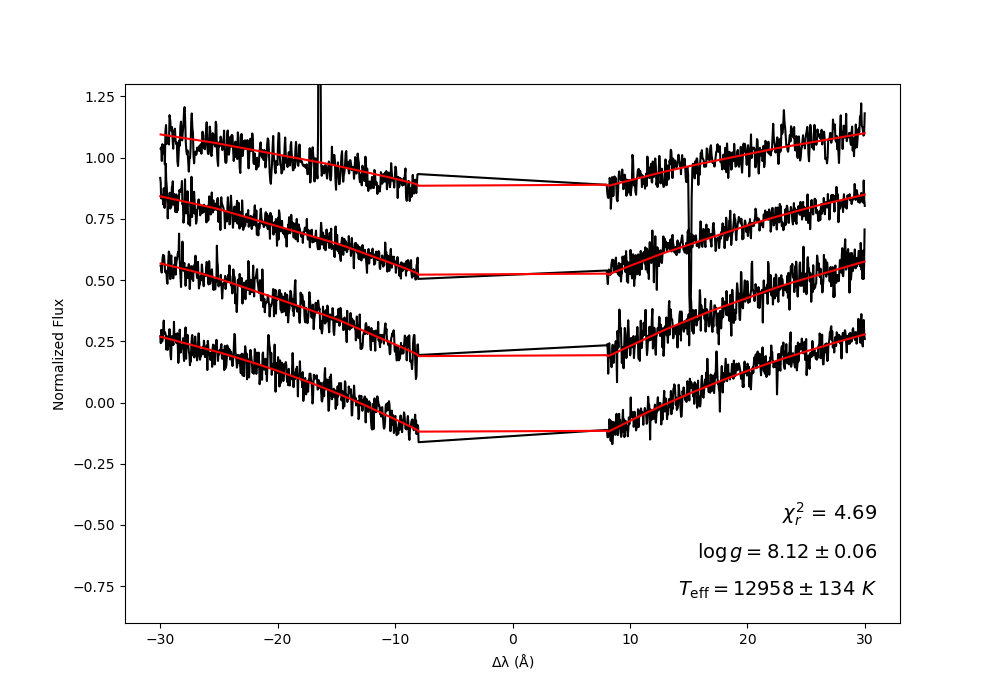 1.25
1.00
0.75
0.50
0.25
0.00
−0.25
−0.50
−0.75
Normalized Flux
χ²ᵣ = 4.69
log g = 8.12 ± 0.06
T_eff = 12958 ± 134 K
−30 −20 −10 0 10 20 30
Δλ (Å)